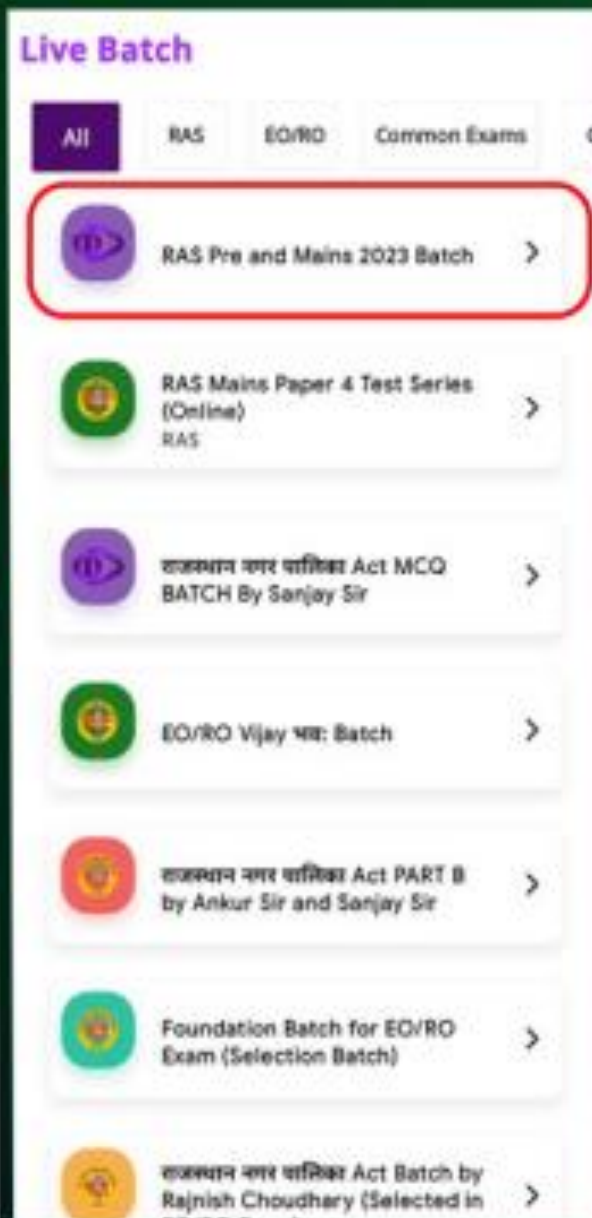 Live Batch
All RAS EO/RO Common Exams
RAS Pre and Mains 2023 Batch
RAS Mains Paper 4 Test Series
(Online)
RAS
राजस्थान नगर पालिका Act MCQ
BATCH By Sanjay Sir
EO/RO Vijay भव: Batch
राजस्थान नगर पालिका Act PART B
by Ankur Sir and Sanjay Sir
Foundation Batch for EO/RO
Exam (Selection Batch)
राजस्थान नगर पालिका Act Batch by
Rajnish Choudhary (Selected in